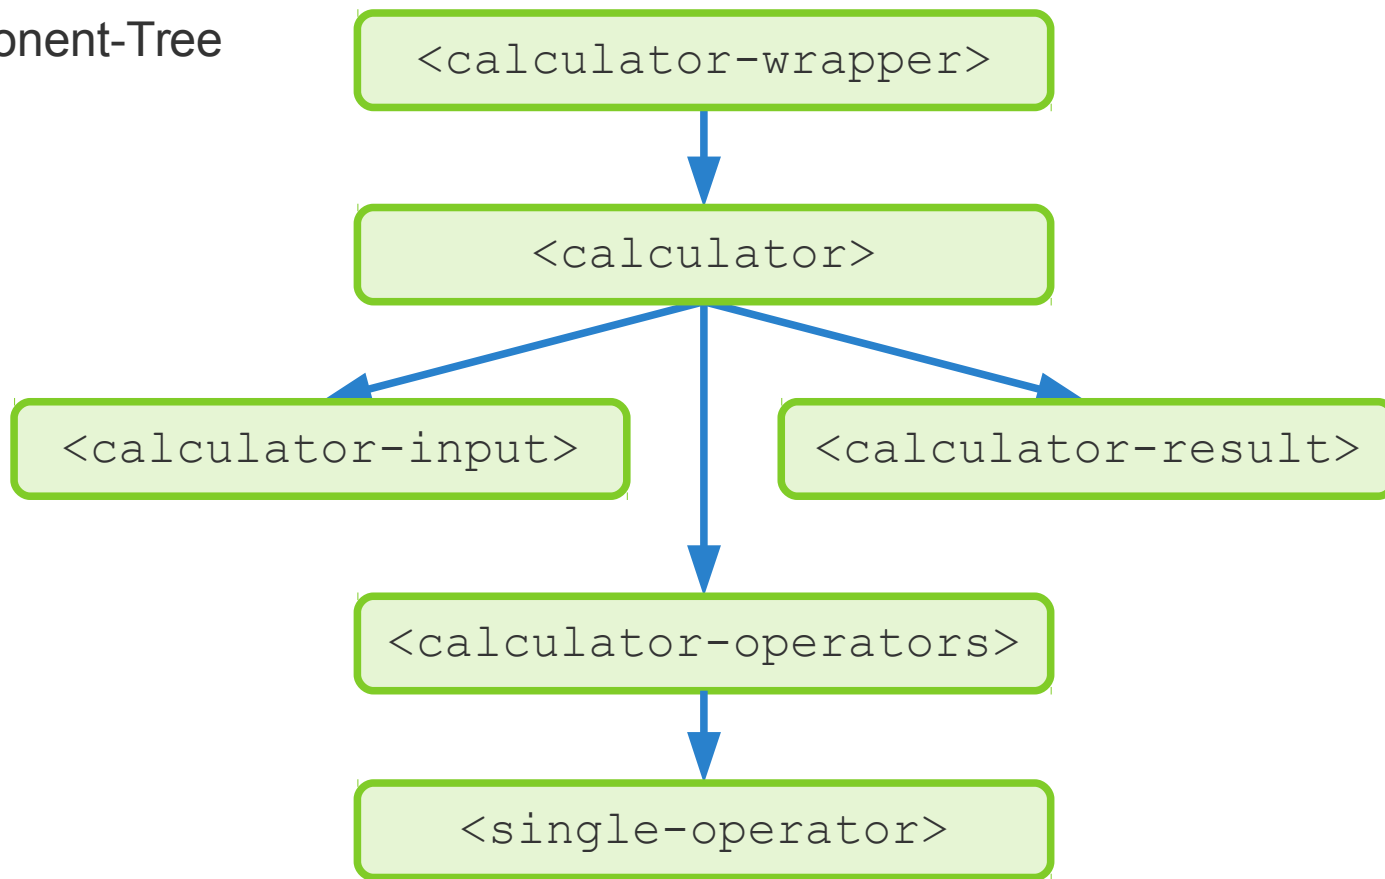 onent-Tree
<calculator-wrapper>
<calculator>
<calculator-input>
<calculator-result>
<calculator-operators>
<single-operator>